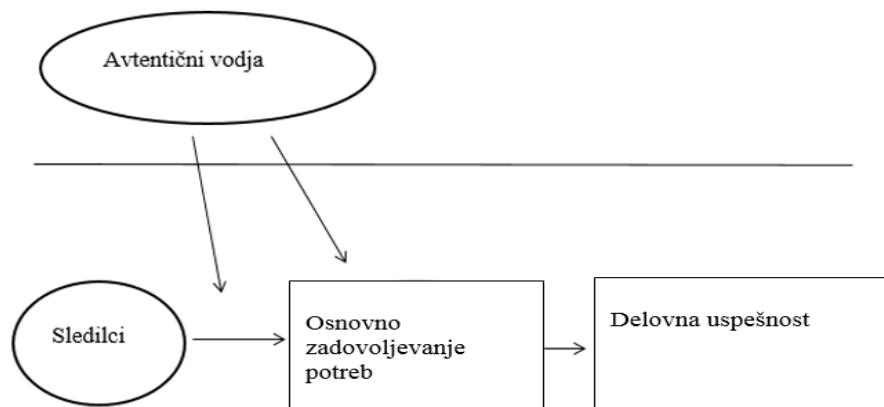 Avtentični vodja
Sledilci
Osnovno
zadovoljevanje
potreb
Delovna uspešnost